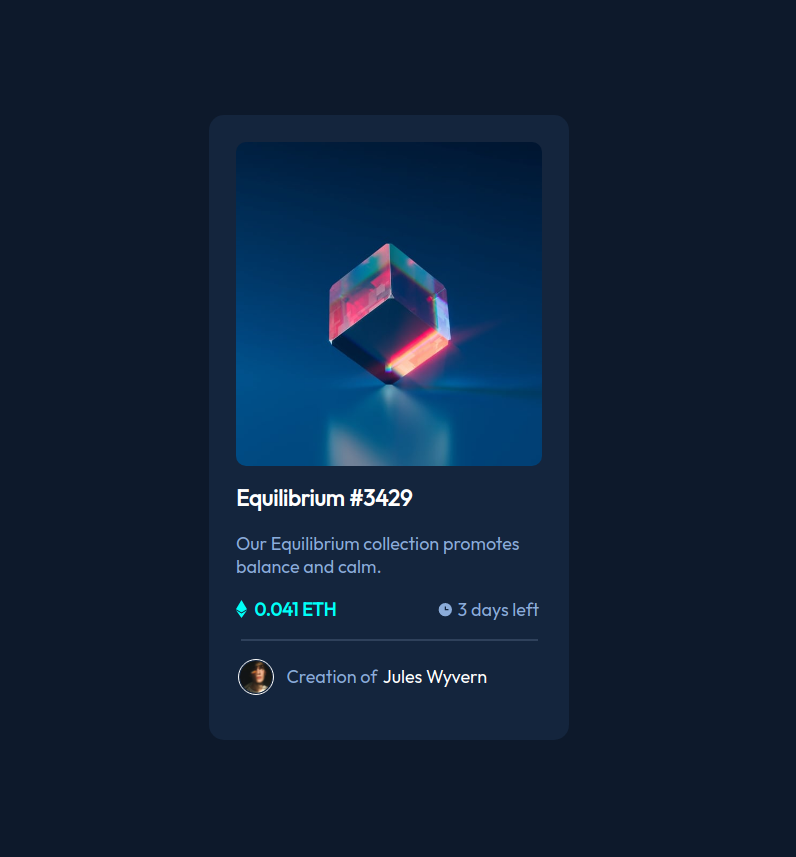 Equilibrium #3429
Our Equilibrium collection promotes
balance and calm.
0.041 ETH
3 days left
Creation of Jules Wyvern